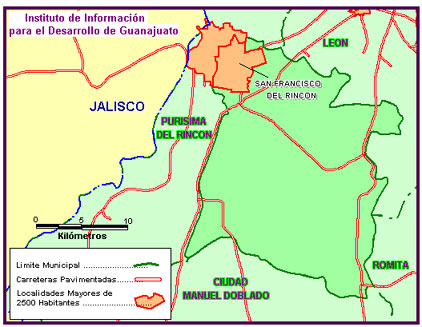 Instituto de Información
para el Desarrollo de Guanajuato
LEON
JALISCO
SAN FRANCISCO
DEL RINCON
PURISIMA
DEL RINCON
0 5 10
Kilómetros
Limite Municipal
Carreteras Pavimentadas
Localidades Mayores de
2500 Habitantes
CIUDAD
MANUEL DOBLADO
ROMITA